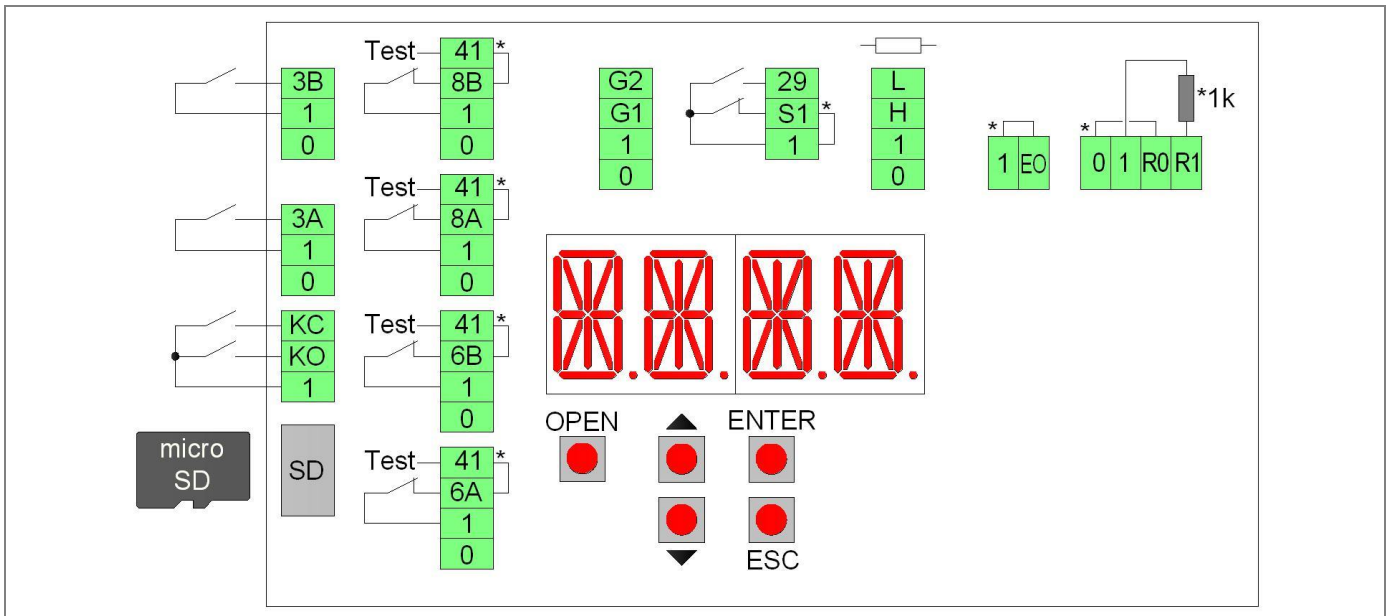 Test 41 *
3B
8B
1
1
0
0
G2
G1
1
0
29
S1 *
1
L
H
1
0
*1k
* *
1 EO
0 1 R0 R1
Test 41 *
3A
8A
1
1
0
0
KC
KO
1
Test 41 *
6B
1
0
OPEN
ENTER
micro
SD
SD
Test 41 *
6A
1
0
ESC